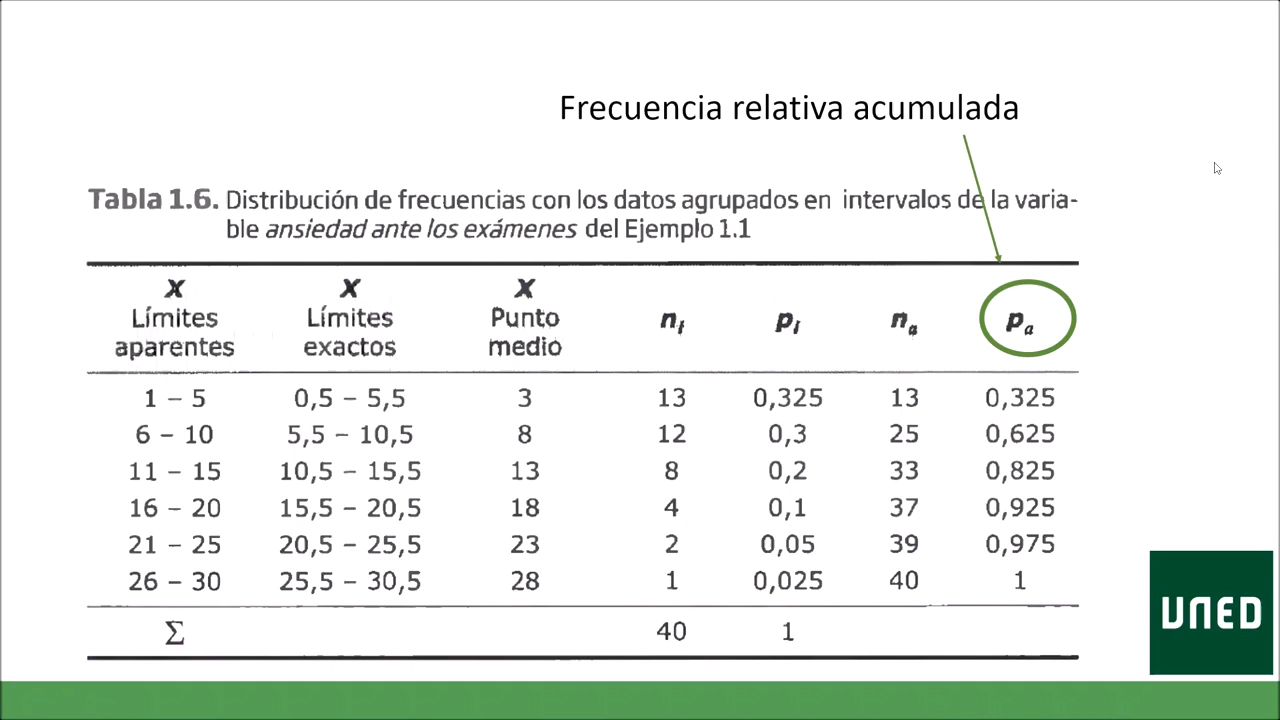 Frecuencia relativa acumulada
Tabla 1.6. Distribución de frecuencias con los datos agrupados en intervalos de la varia-
ble ansiedad ante los exámenes del Ejemplo 1.1
X X X
Límites Límites Punto nᵢ pᵢ nₐ pₐ
aparentes exactos medio
1 – 5 0,5 – 5,5 3 13 0,325 13 0,325
6 – 10 5,5 – 10,5 8 12 0,3 25 0,625
11 – 15 10,5 – 15,5 13 8 0,2 33 0,825
16 – 20 15,5 – 20,5 18 4 0,1 37 0,925
21 – 25 20,5 – 25,5 23 2 0,05 39 0,975
26 – 30 25,5 – 30,5 28 1 0,025 40 1
Σ 40 1
UNED